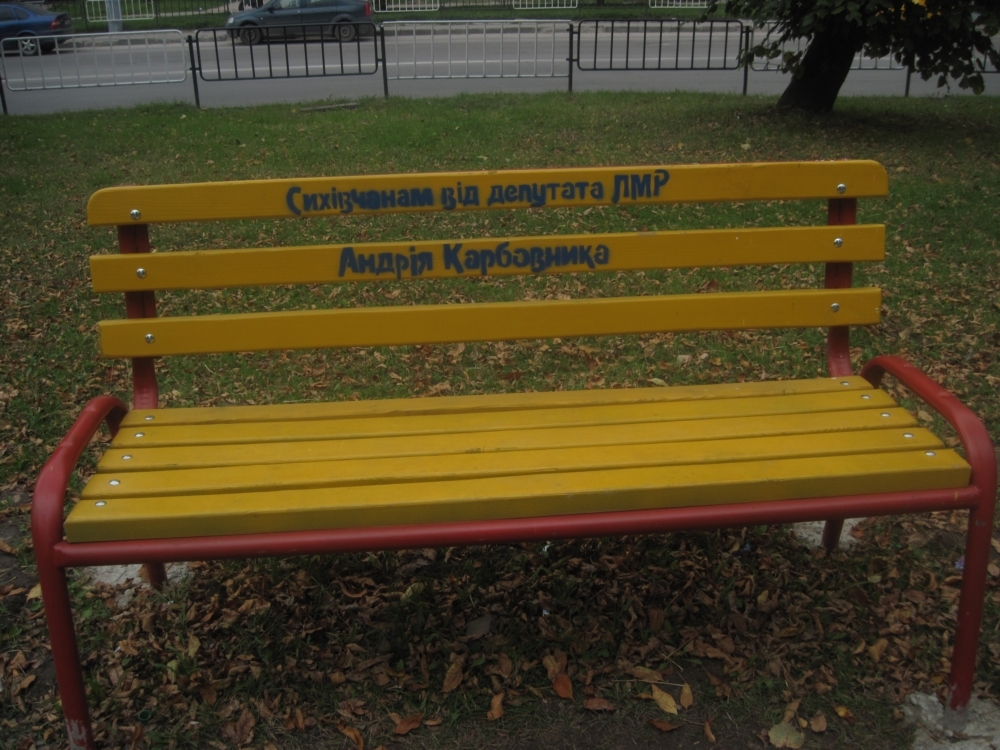 Сихівчанам від депутата ЛМР
Андрія Карбовника